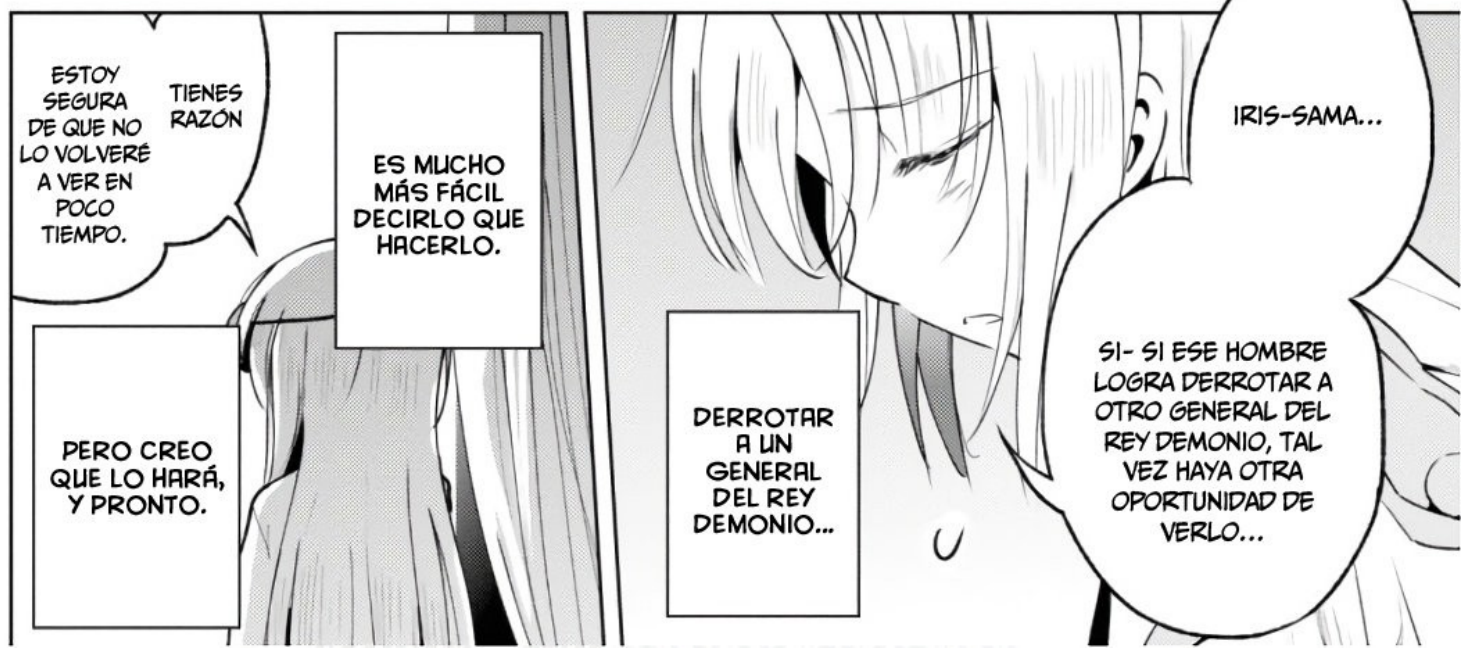 IRIS-SAMA...
SI- SI ESE HOMBRE
LOGRA DERROTAR A
OTRO GENERAL DEL
REY DEMONIO, TAL
VEZ HAYA OTRA
OPORTUNIDAD DE
VERLO...
DERROTAR
A UN
GENERAL
DEL REY
DEMONIO...
ES MUCHO
MÁS FÁCIL
DECIRLO QUE
HACERLO.
TIENES
RAZÓN
ESTOY
SEGURA
DE QUE NO
LO VOLVERÉ
A VER EN
POCO
TIEMPO.
PERO CREO
QUE LO HARÁ,
Y PRONTO.